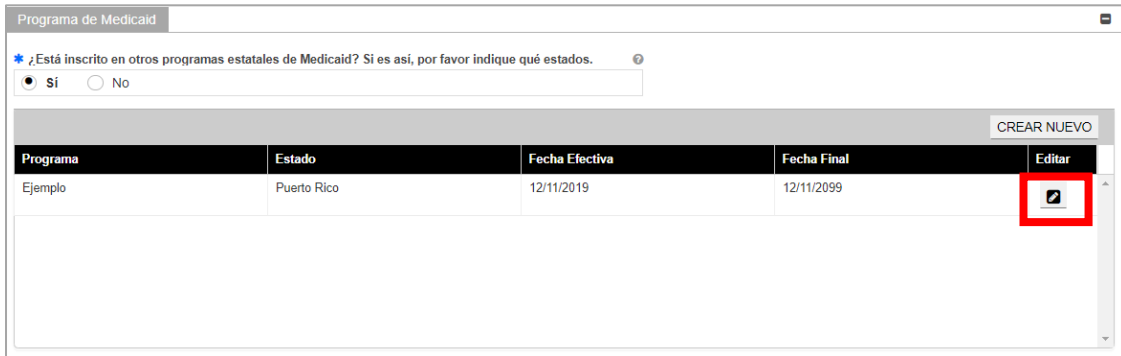 Programa de Medicaid
* ¿Está inscrito en otros programas estatales de Medicaid? Si es así, por favor indique qué estados.
Sí No
CREAR NUEVO
Programa Estado Fecha Efectiva Fecha Final Editar
Ejemplo Puerto Rico 12/11/2019 12/11/2099